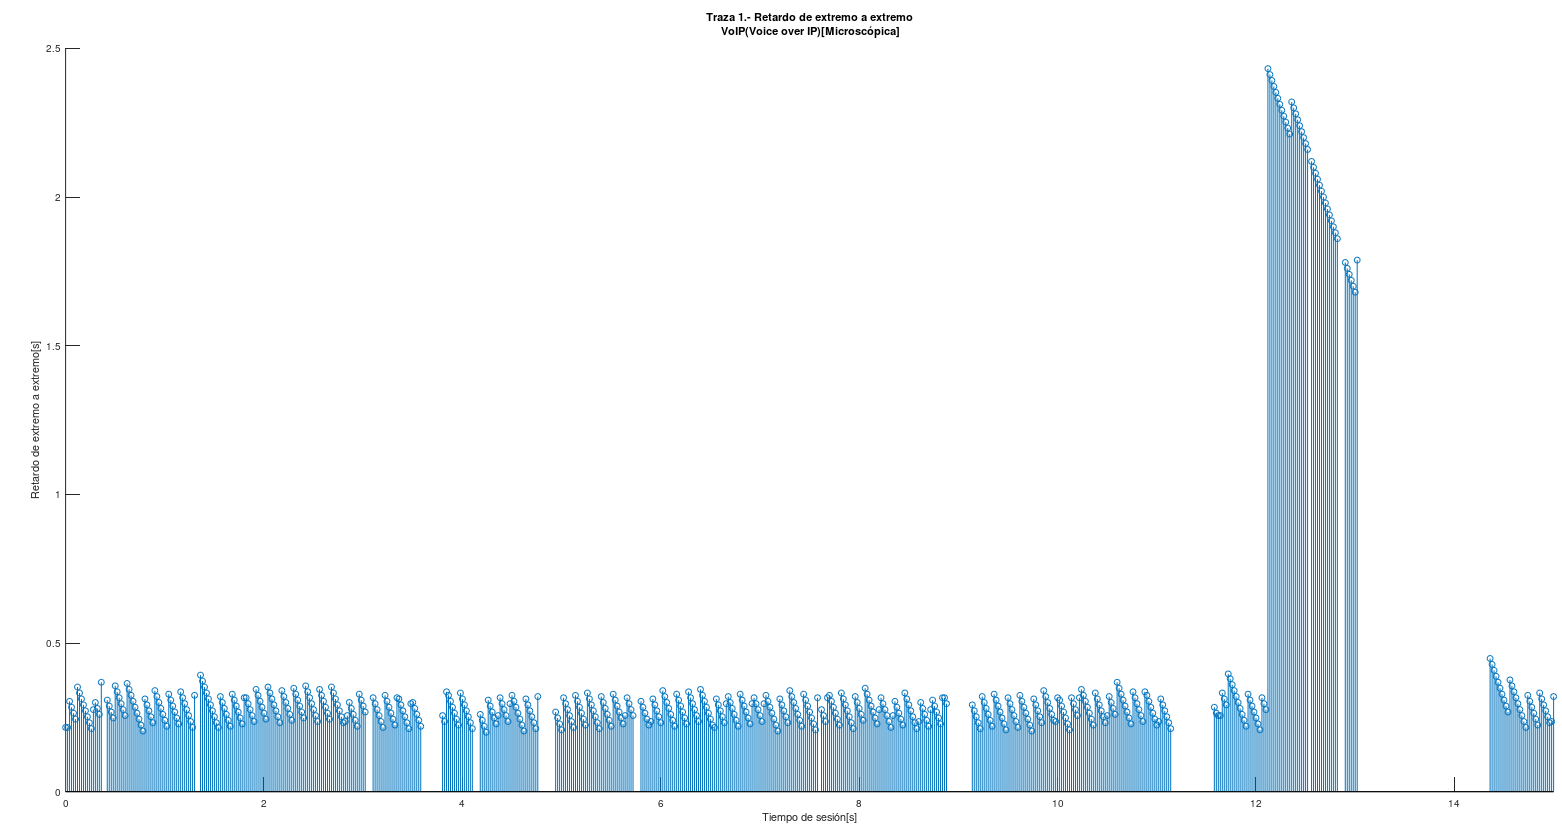 Traza 1.- Retardo de extremo a extremo
VoIP(Voice over IP)[Microscópica]
2.5
2
1.5
1
0.5
0
Retardo de extremo a extremo[s]
0 2 4 6 8 10 12 14
Tiempo de sesión[s]